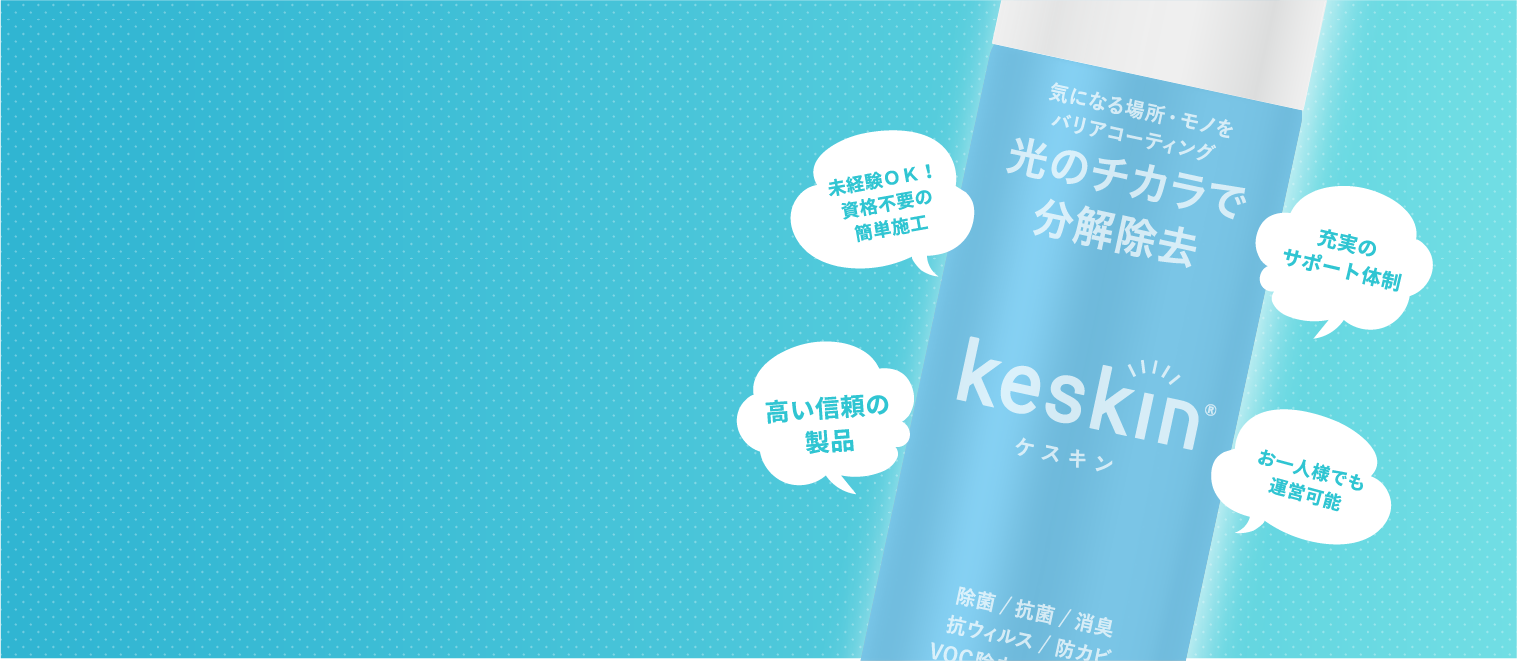 気になる場所・モノを
バリアコーティング
光のチカラで
分解除去
未経験OK！
資格不要の
簡単施工
充実の
サポート体制
keskin®
ケスキン
高い信頼の
製品
お一人様でも
運営可能
除菌 / 抗菌 / 消臭
抗ウィルス / 防カビ
VOC除